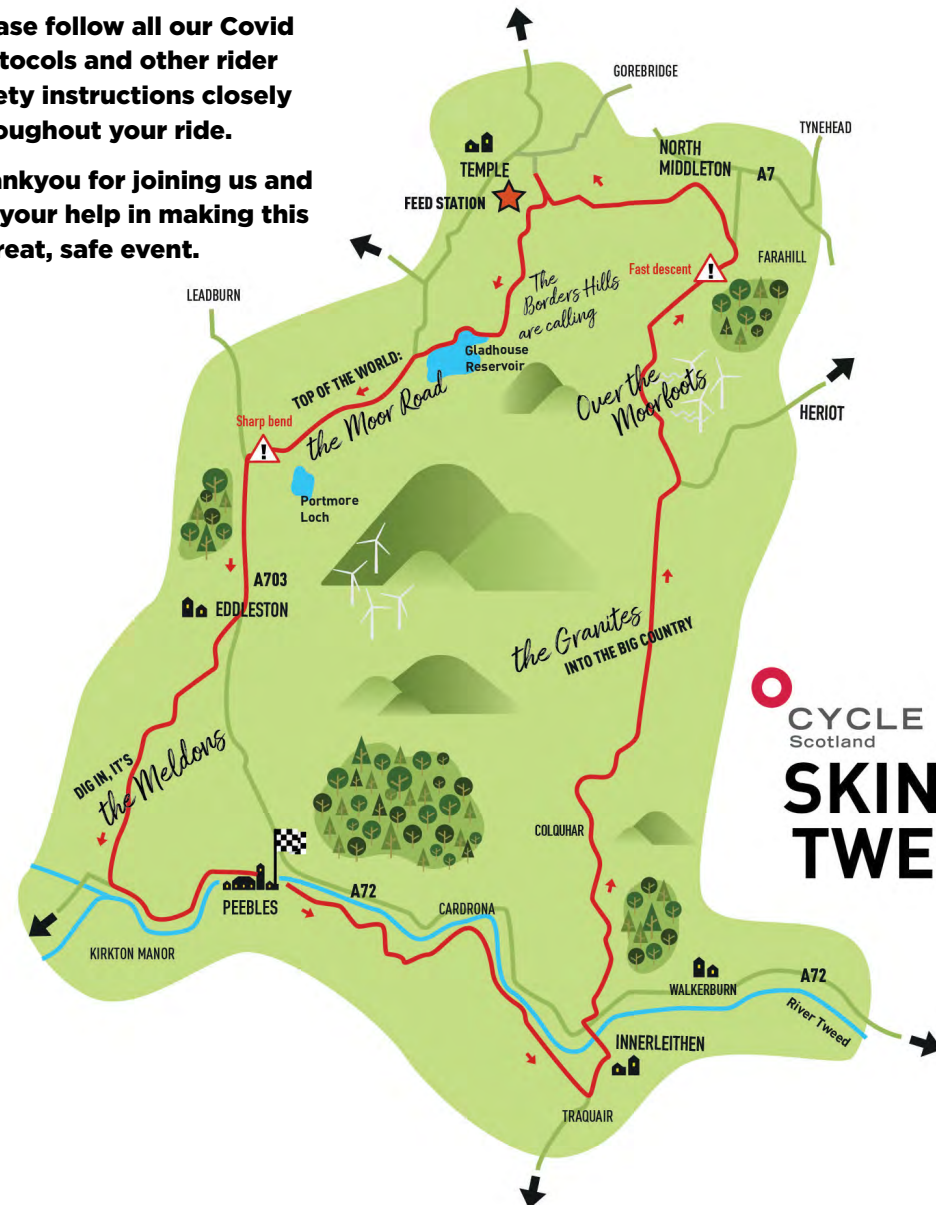 ase follow all our Covid
tocols and other rider
ety instructions closely
oughout your ride.
ankyou for joining us and
your help in making this
reat, safe event.
GOREBRIDGE
TYNEHEAD
NORTH
MIDDLETON
A7
TEMPLE
FEED STATION
FARAHILL
Fast descent
!
LEADBURN
The
Borders Hills
are calling
Gladhouse
Reservoir
TOP OF THE WORLD:
the Moor Road
Over the
Moorfoots
HERIOT
Sharp bend
!
Portmore
Loch
A703
EDDLESTON
the Granites
INTO THE BIG COUNTRY
CYCLE
Scotland
SKIN
TWE
DIG IN, IT'S
the Meldons
COLQUHAR
PEEBLES
A72
CARDRONA
KIRKTON MANOR
WALKERBURN
A72
River Tweed
INNERLEITHEN
TRAQUAIR